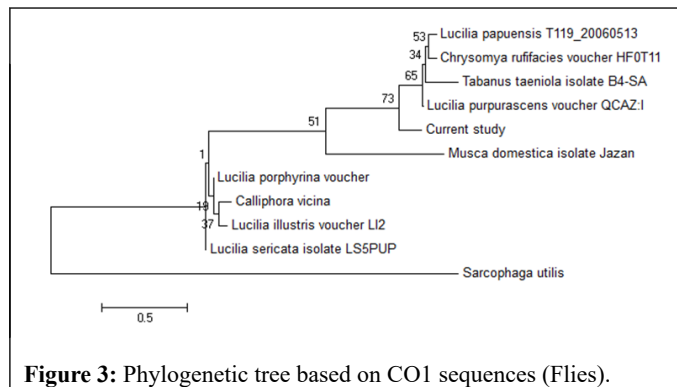 Lucilia papuensis T119_20060513
53
Chrysomya rufifacies voucher HF0T11
34
Tabanus taeniola isolate B4-SA
65
Lucilia purpurascens voucher QCAZ:I
73
Current study
51
Musca domestica isolate Jazan
1
Lucilia porphyrina voucher
Calliphora vicina
Lucilia illustris voucher LI2
37
Lucilia sericata isolate LS5PUP
Sarcophaga utilis
0.5
Figure 3: Phylogenetic tree based on CO1 sequences (Flies).